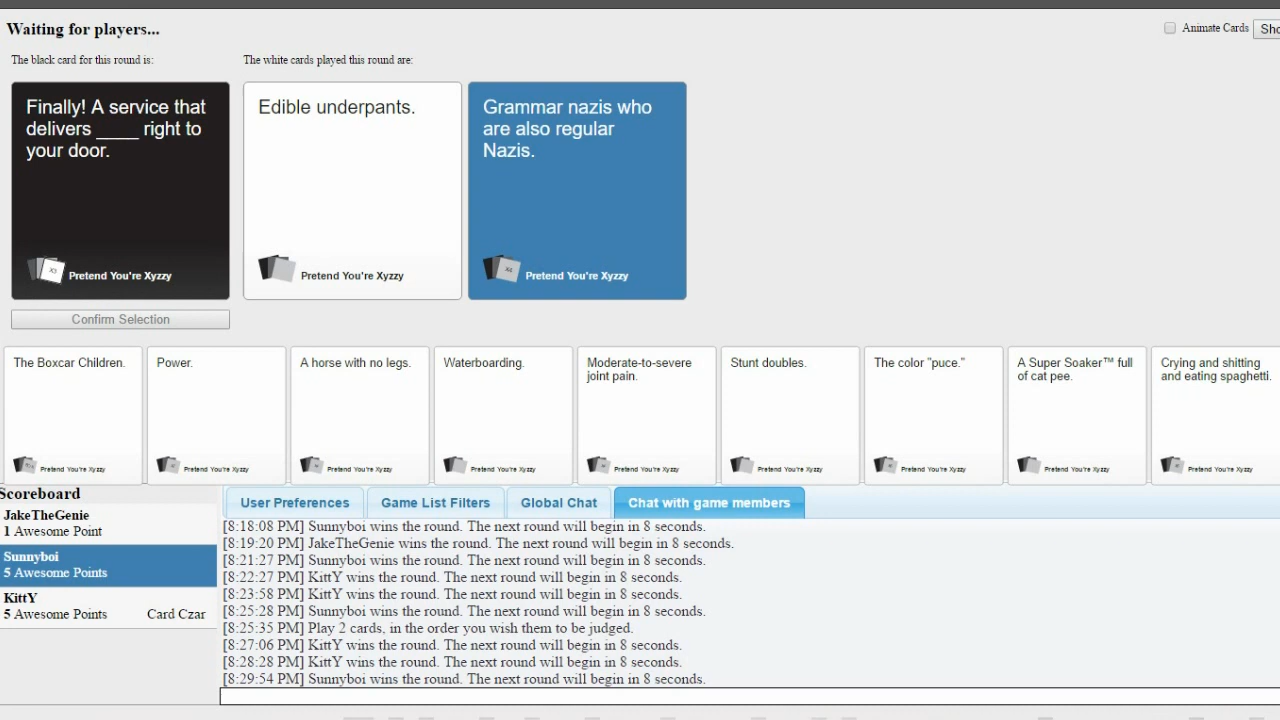 Waiting for players...
Animate Cards
Sho
The black card for this round is:
The white cards played this round are:
Finally! A service that
delivers ____ right to
your door.
X3
Pretend You're Xyzzy
Edible underpants.
Pretend You're Xyzzy
Grammar nazis who
are also regular
Nazis.
Pretend You're Xyzzy
Confirm Selection
The Boxcar Children.
Pretend You're Xyzzy
Power.
Pretend You're Xyzzy
A horse with no legs.
Pretend You're Xyzzy
Waterboarding.
Pretend You're Xyzzy
Moderate-to-severe
joint pain.
Pretend You're Xyzzy
Stunt doubles.
Pretend You're Xyzzy
The color "puce."
Pretend You're Xyzzy
A Super Soaker™ full
of cat pee.
Pretend You're Xyzzy
Crying and shitting
and eating spaghetti.
Pretend You're Xyzzy
Scoreboard
JakeTheGenie
1 Awesome Point
Sunnyboi
5 Awesome Points
KittY
5 Awesome Points Card Czar
User Preferences
Game List Filters
Global Chat
Chat with game members
[8:18:08 PM] Sunnyboi wins the round. The next round will begin in 8 seconds.
[8:19:20 PM] JakeTheGenie wins the round. The next round will begin in 8 seconds.
[8:21:27 PM] Sunnyboi wins the round. The next round will begin in 8 seconds.
[8:22:27 PM] KittY wins the round. The next round will begin in 8 seconds.
[8:23:58 PM] KittY wins the round. The next round will begin in 8 seconds.
[8:25:28 PM] Sunnyboi wins the round. The next round will begin in 8 seconds.
[8:25:35 PM] Play 2 cards, in the order you wish them to be judged.
[8:27:06 PM] KittY wins the round. The next round will begin in 8 seconds.
[8:28:28 PM] KittY wins the round. The next round will begin in 8 seconds.
[8:29:54 PM] Sunnyboi wins the round. The next round will begin in 8 seconds.